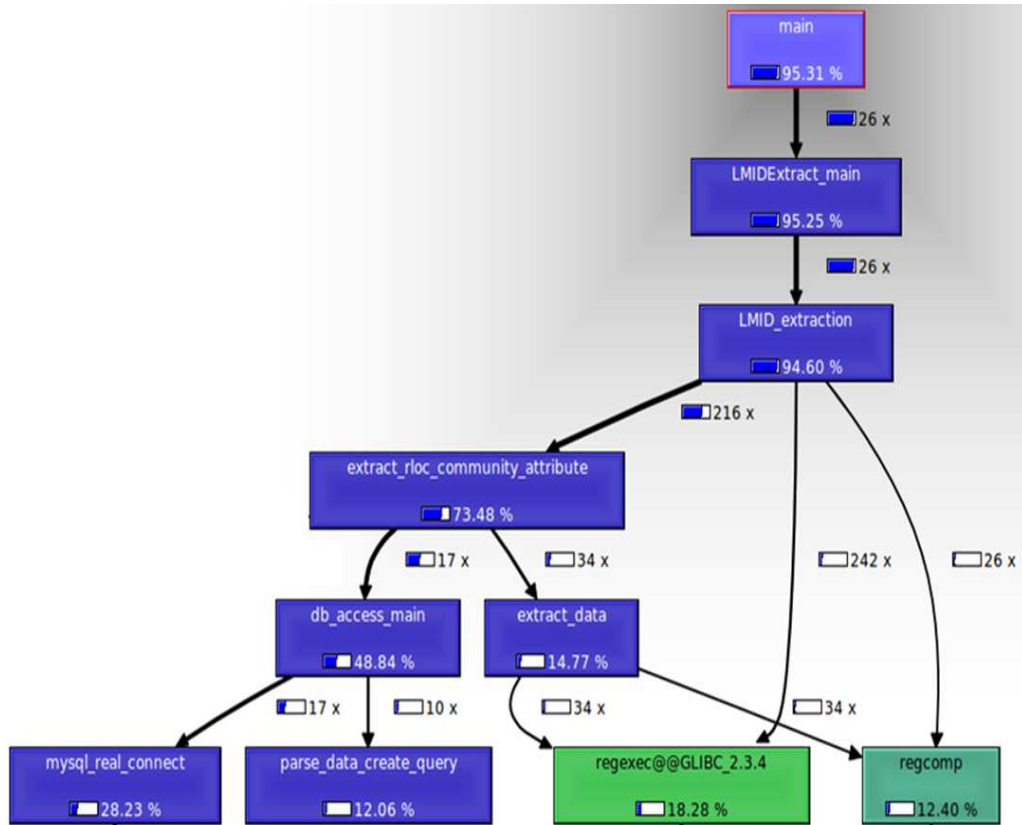 main
95.31 %
26 x
LMIDExtract_main
95.25 %
26 x
LMID_extraction
94.60 %
216 x
extract_rloc_community_attribute
73.48 %
17 x
34 x
242 x
26 x
db_access_main
48.84 %
extract_data
14.77 %
17 x
10 x
34 x
34 x
mysql_real_connect
28.23 %
parse_data_create_query
12.06 %
regexec@@GLIBC_2.3.4
18.28 %
regcomp
12.40 %